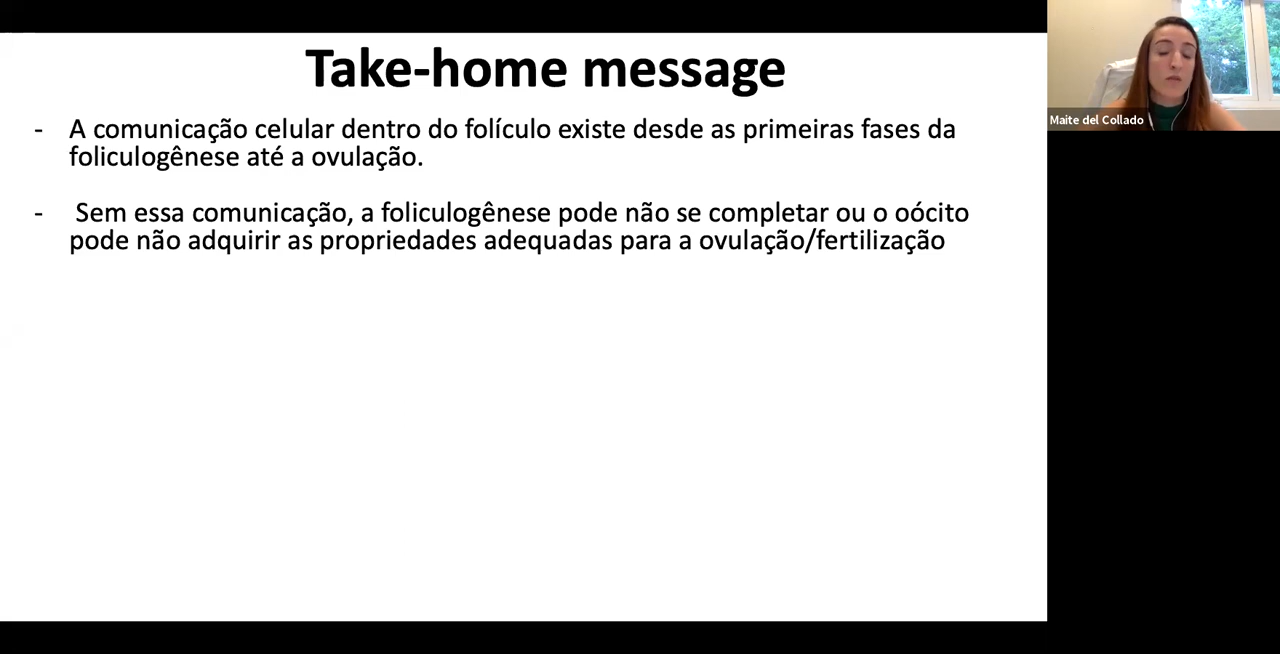 Take-home message
- A comunicação celular dentro do folículo existe desde as primeiras fases da
foliculogênese até a ovulação.
- Sem essa comunicação, a foliculogênese pode não se completar ou o oócito
pode não adquirir as propriedades adequadas para a ovulação/fertilização
Maite del Collado